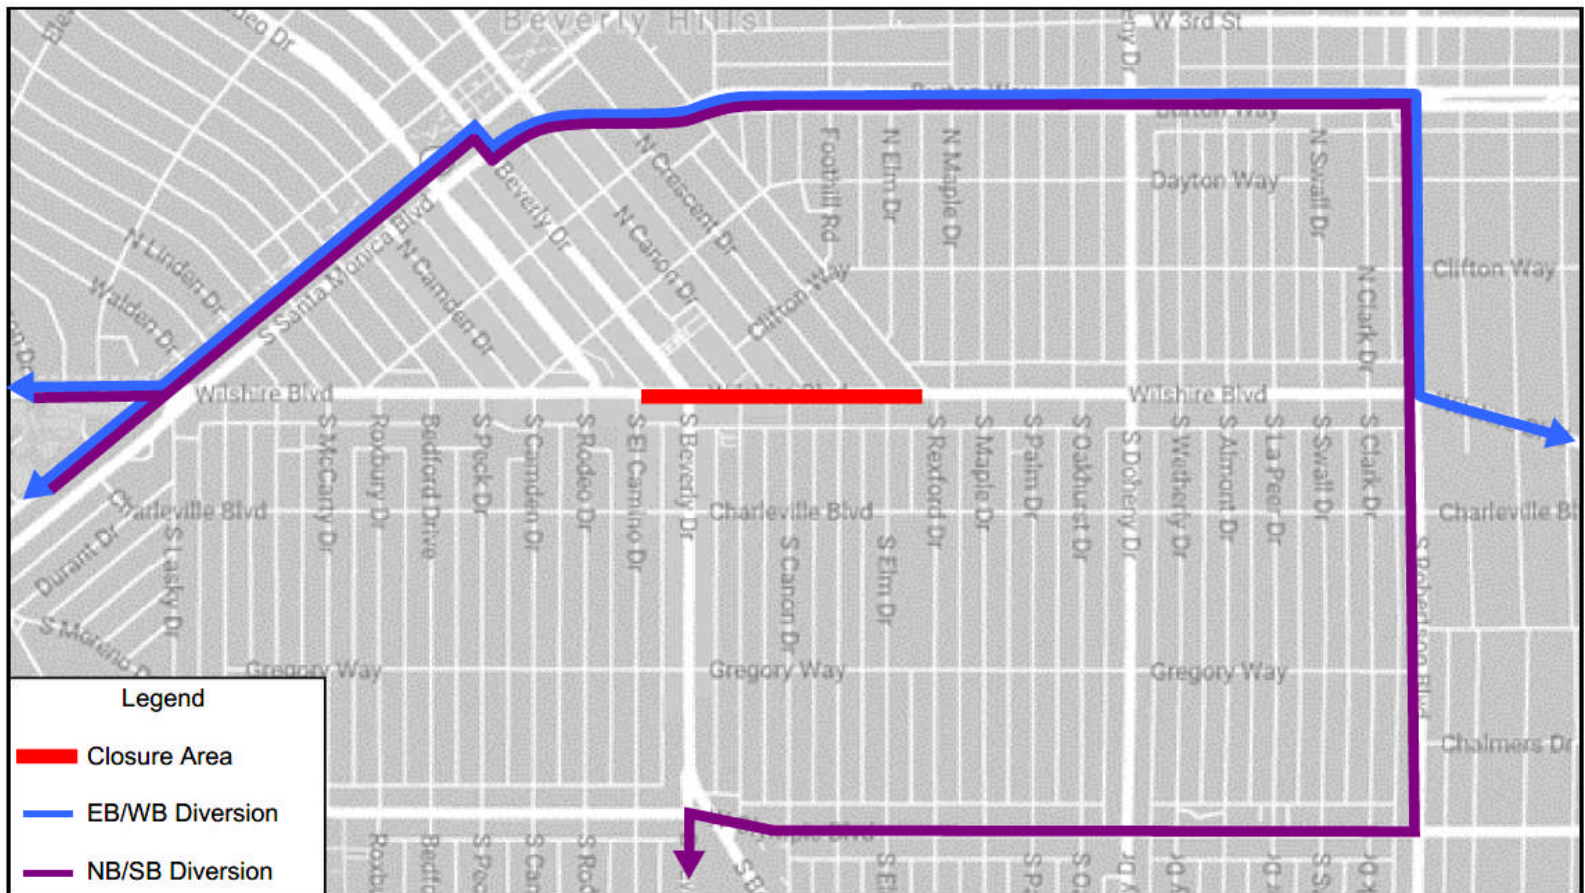 Beverly Hills
W 3rd St
Burton Way
Dayton Way
Foothill Rd
N Elm Dr
N Maple Dr
N Swall Dr
N Clark Dr
Clifton Way
N Crescent Dr
Beverly Dr
N Canon Dr
Clifton Way
N Linden Dr
Walden Dr
S Santa Monica Blvd
N Camden Dr
Wilshire Blvd
Wilshire Blvd
S McCarty Dr
Roxbury Dr
Bedford Drive
S Peck Dr
S Camden Dr
S Rodeo Dr
S El Camino Dr
S Beverly Dr
S Rexford Dr
S Maple Dr
S Palm Dr
S Oakhurst Dr
S Doheny Dr
S Wetherly Dr
S Almont Dr
S La Peer Dr
S Swall Dr
S Clark Dr
Charleville Blvd
Charleville Blvd
Charleville Bl
Durant Dr
S Lasky Dr
S Canon Dr
S Elm Dr
S Robertson Blvd
S Moreno D
Gregory Way
Gregory Way
Gregory Way
Chalmers Dr
Legend
Closure Area
EB/WB Diversion
NB/SB Diversion